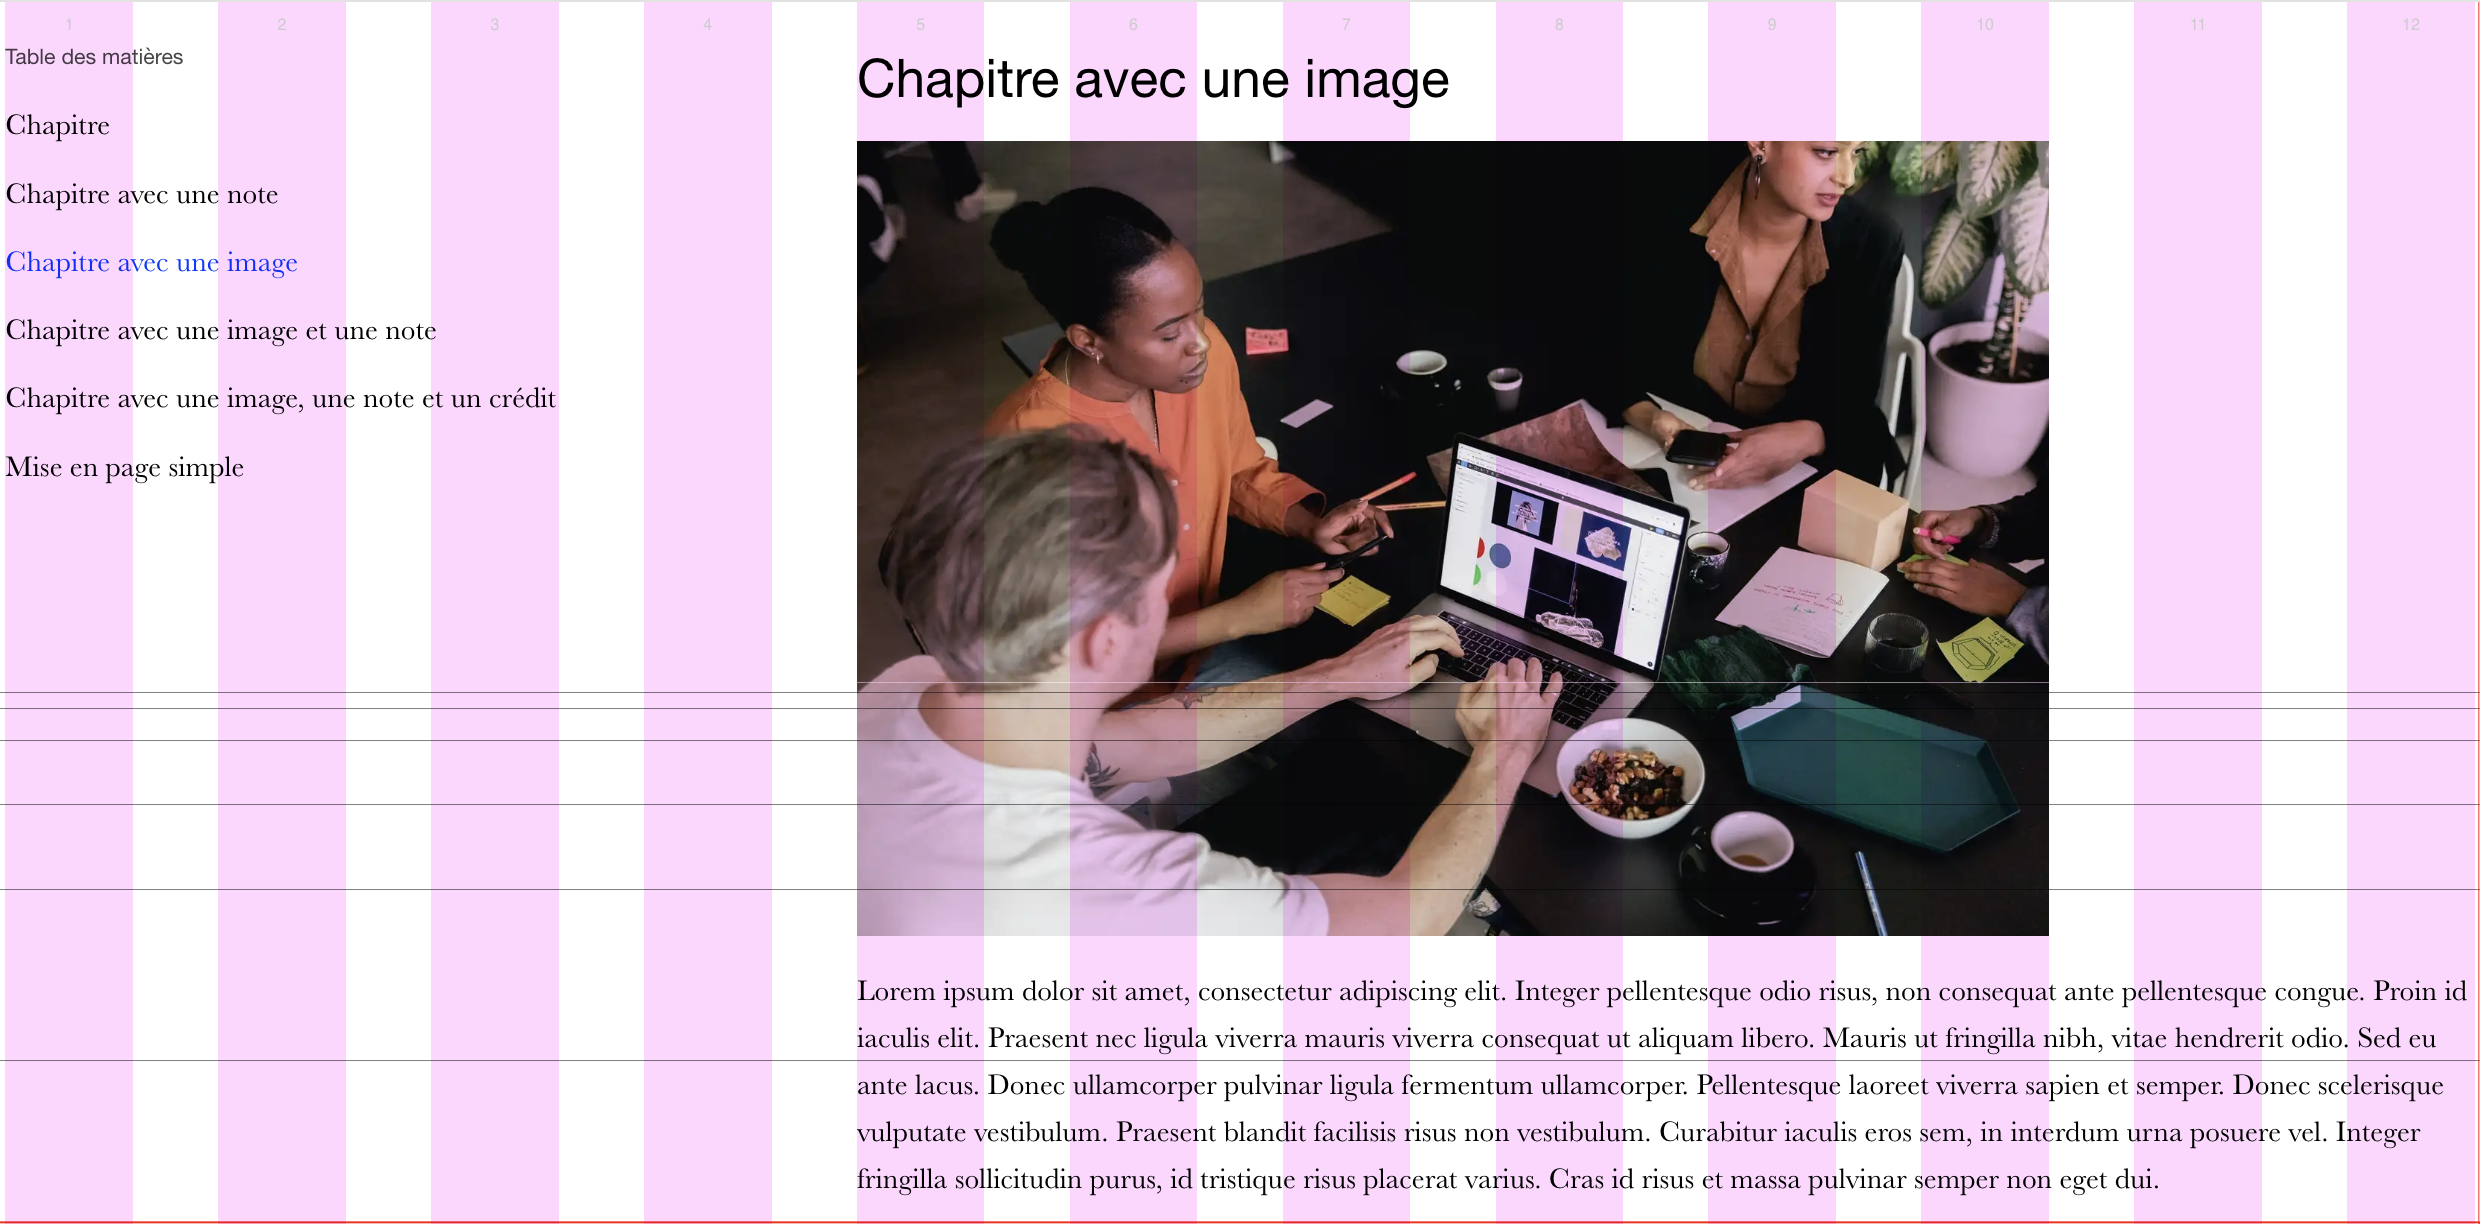 1 2 3 4 5 6 7 8 9 10 11 12
Table des matières
Chapitre
Chapitre avec une note
Chapitre avec une image
Chapitre avec une image et une note
Chapitre avec une image, une note et un crédit
Mise en page simple
Chapitre avec une image
Lorem ipsum dolor sit amet, consectetur adipiscing elit. Integer pellentesque odio risus, non consequat ante pellentesque congue. Proin id
iaculis elit. Praesent nec ligula viverra mauris viverra consequat ut aliquam libero. Mauris ut fringilla nibh, vitae hendrerit odio. Sed eu
ante lacus. Donec ullamcorper pulvinar ligula fermentum ullamcorper. Pellentesque laoreet viverra sapien et semper. Donec scelerisque
vulputate vestibulum. Praesent blandit facilisis risus non vestibulum. Curabitur iaculis eros sem, in interdum urna posuere vel. Integer
fringilla sollicitudin purus, id tristique risus placerat varius. Cras id risus et massa pulvinar semper non eget dui.